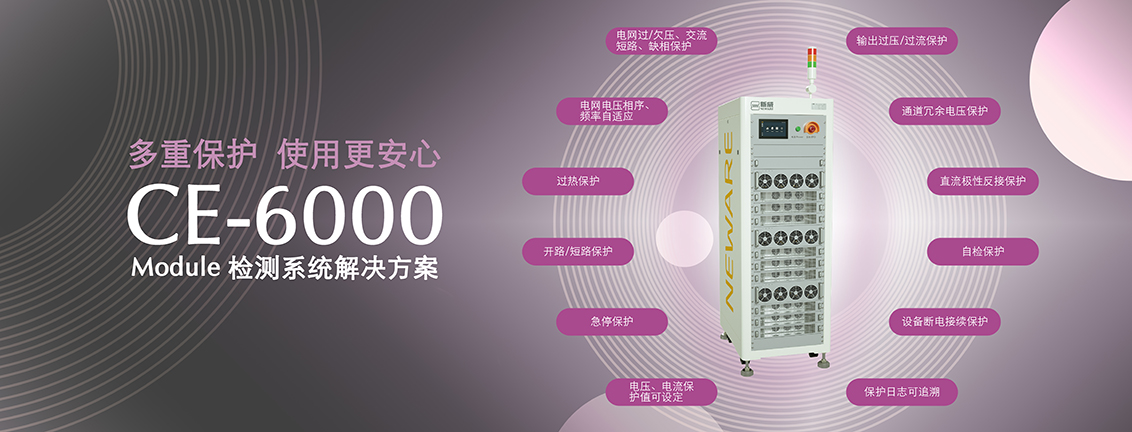 多重保护 使用更安心
CE-6000
Module 检测系统解决方案
电网过/欠压、交流
短路、缺相保护
电网电压相序、
频率自适应
过热保护
开路/短路保护
急停保护
电压、电流保
护值可设定
输出过压/过流保护
通道冗余电压保护
直流极性反接保护
自检保护
设备断电接续保护
保护日志可追溯
新威
NEWARE